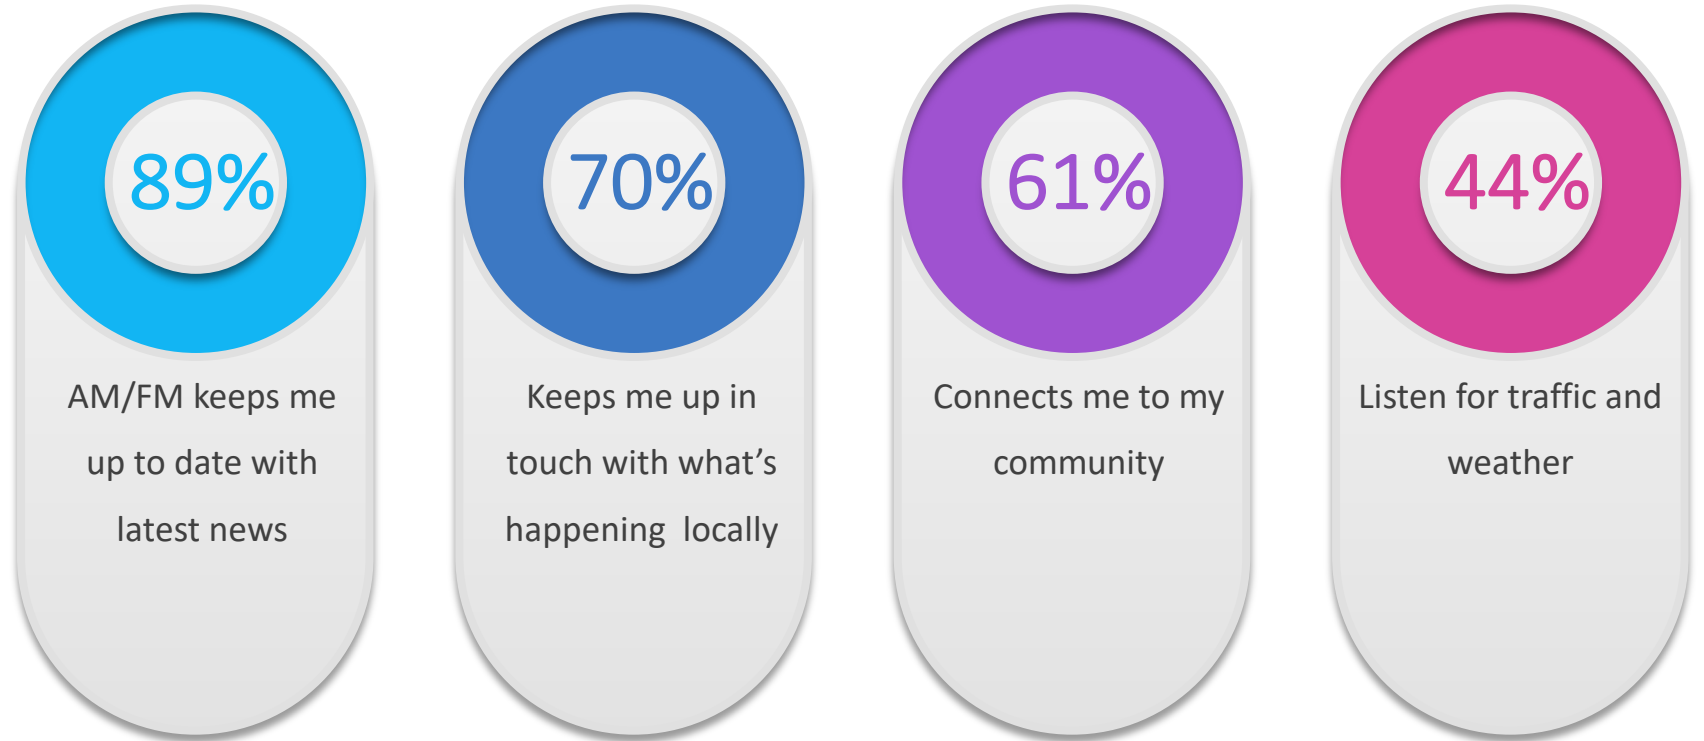 89%
AM/FM keeps me
up to date with
latest news
70%
Keeps me up in
touch with what’s
happening  locally
61%
Connects me to my
community
44%
Listen for traffic and
weather